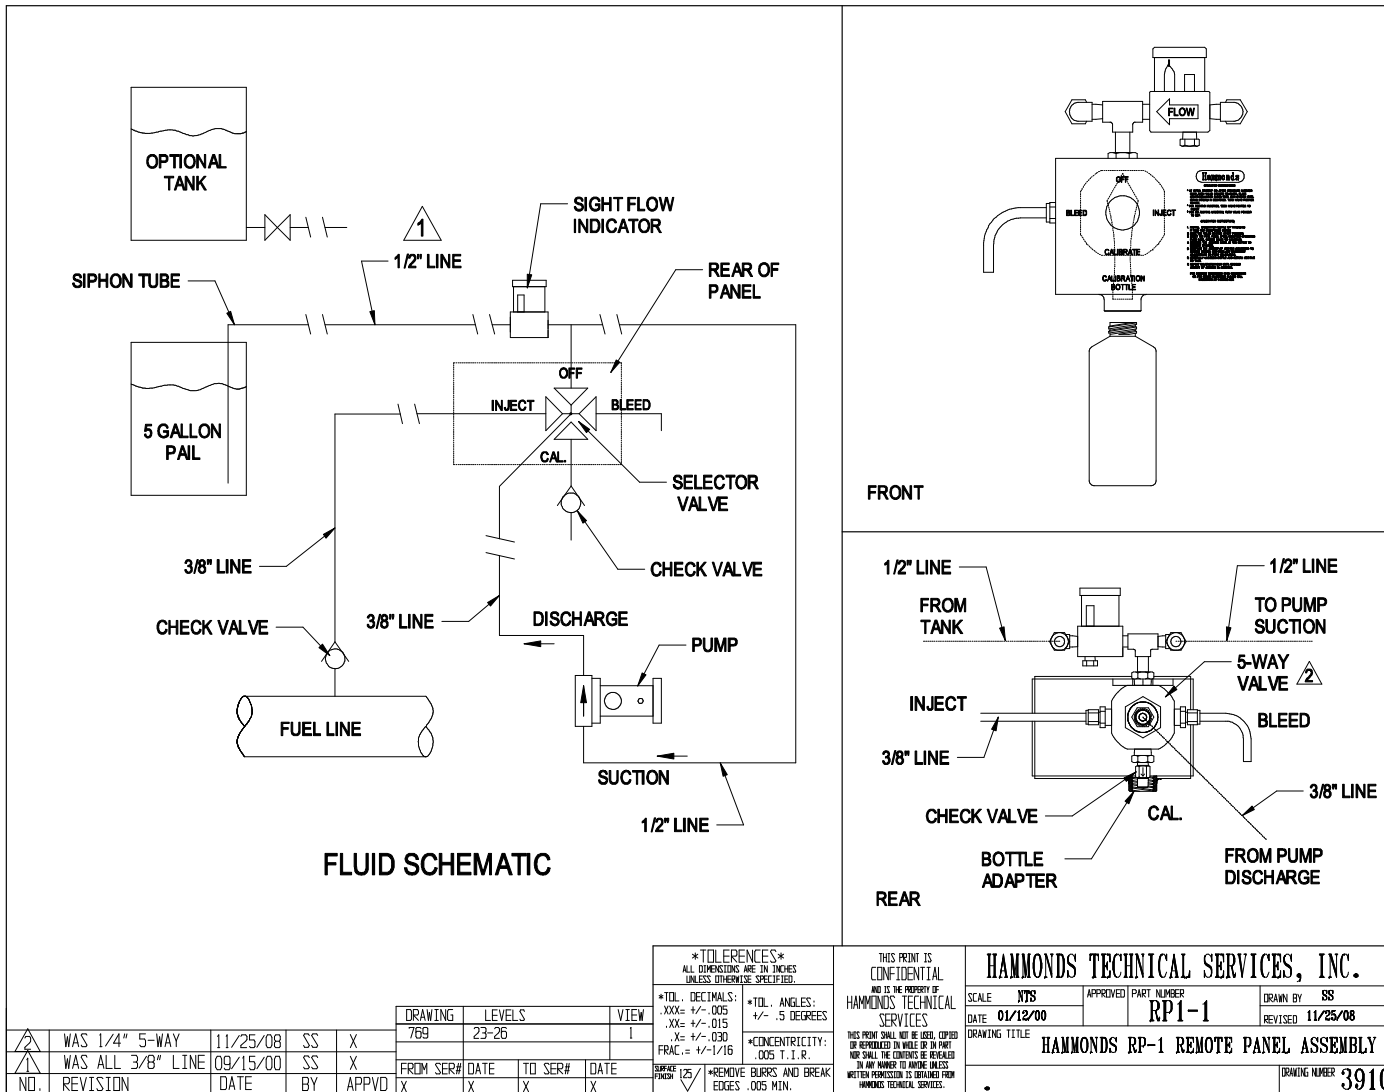 OPTIONAL
TANK
SIGHT FLOW
INDICATOR
1
1/2" LINE
SIPHON TUBE
REAR OF
PANEL
OFF
INJECT
BLEED
CAL.
5 GALLON
PAIL
SELECTOR
VALVE
3/8" LINE
CHECK VALVE
CHECK VALVE
3/8" LINE
DISCHARGE
PUMP
FUEL LINE
SUCTION
1/2" LINE
FLUID SCHEMATIC
FLOW
OFF
Hammonds
BLEED
INJECT
CALIBRATE
CALIBRATION
BOTTLE
FRONT
1/2" LINE
1/2" LINE
FROM
TANK
TO PUMP
SUCTION
5-WAY
VALVE 2
INJECT
BLEED
3/8" LINE
3/8" LINE
CHECK VALVE
CAL.
BOTTLE
ADAPTER
FROM PUMP
DISCHARGE
REAR
2 WAS 1/4" 5-WAY 11/25/08 SS X
1 WAS ALL 3/8" LINE 09/15/00 SS X
NO. REVISION DATE BY APPVD
DRAWING LEVELS VIEW
769 23-26 1
FROM SER# DATE TO SER# DATE
X X X X
*TOLERENCES*
ALL DIMENSIONS ARE IN INCHES
UNLESS OTHERWISE SPECIFIED.
*TOL. DECIMALS:
.XXX= +/-.005
.XX= +/-.015
.X= +/-.030
FRAC.= +/-1/16
*TOL. ANGLES:
+/- .5 DEGREES
*CONCENTRICITY:
.005 T.I.R.
SURFACE
FINISH 125
*REMOVE BURRS AND BREAK
EDGES .005 MIN.
THIS PRINT IS
CONFIDENTIAL
AND IS THE PROPERTY OF
HAMMONDS TECHNICAL
SERVICES
THIS PRINT SHALL NOT BE USED, COPIED
OR REPRODUCED IN WHOLE OR IN PART
NOR SHALL THE CONTENTS BE REVEALED
IN ANY MANNER TO ANYONE UNLESS
WRITTEN PERMISSION IS OBTAINED FROM
HAMMONDS TECHNICAL SERVICES.
HAMMONDS TECHNICAL SERVICES, INC.
SCALE NTS APPROVED PART NUMBER RP1-1 DRAWN BY SS
DATE 01/12/00 REVISED 11/25/08
DRAWING TITLE
HAMMONDS RP-1 REMOTE PANEL ASSEMBLY
. DRAWING NUMBER 3910